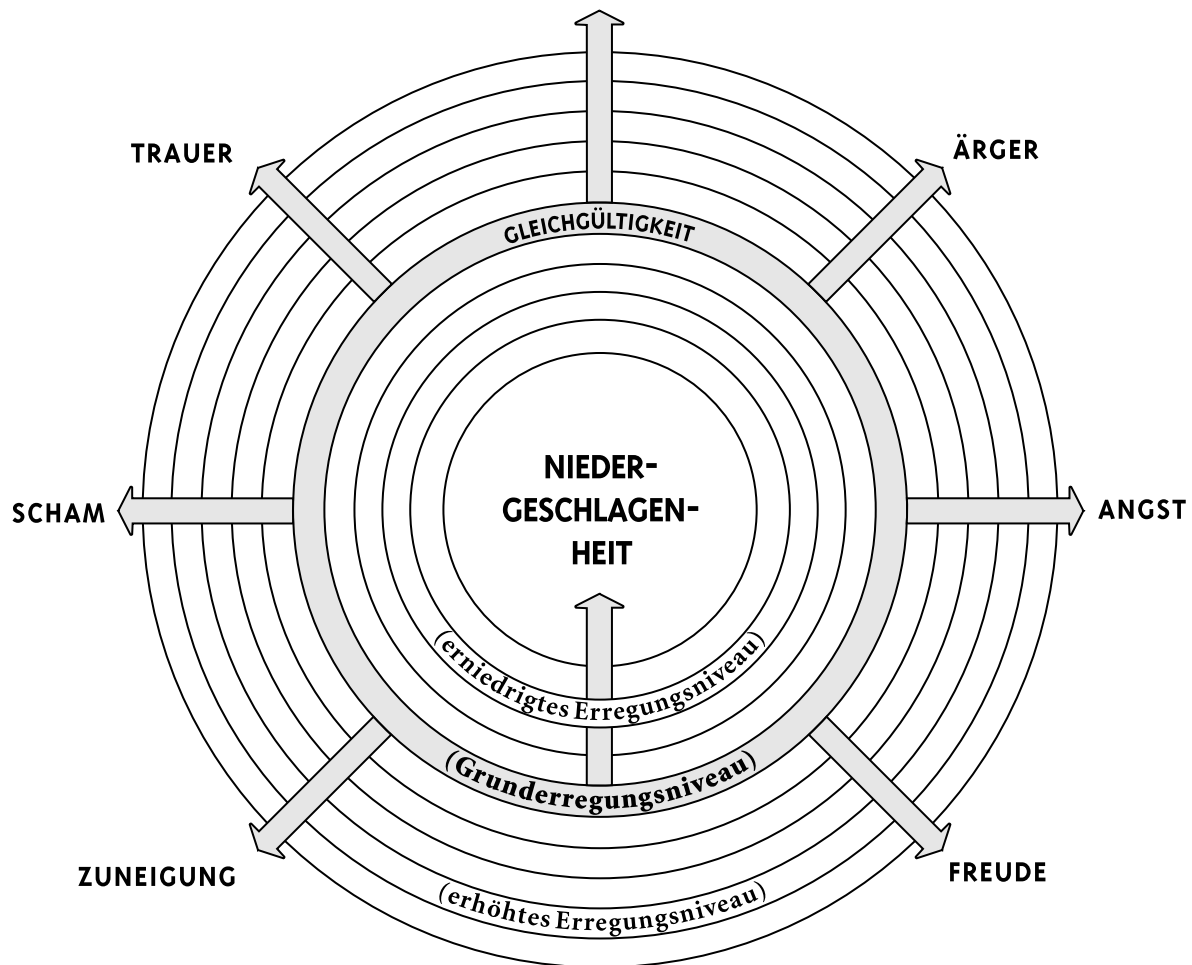 TRAUER
ÄRGER
GLEICHGÜLTIGKEIT
NIEDER-
GESCHLAGEN-
HEIT
SCHAM
ANGST
(erniedrigtes Erregungsniveau)
(Grunderregungsniveau)
ZUNEIGUNG
FREUDE
(erhöhtes Erregungsniveau)